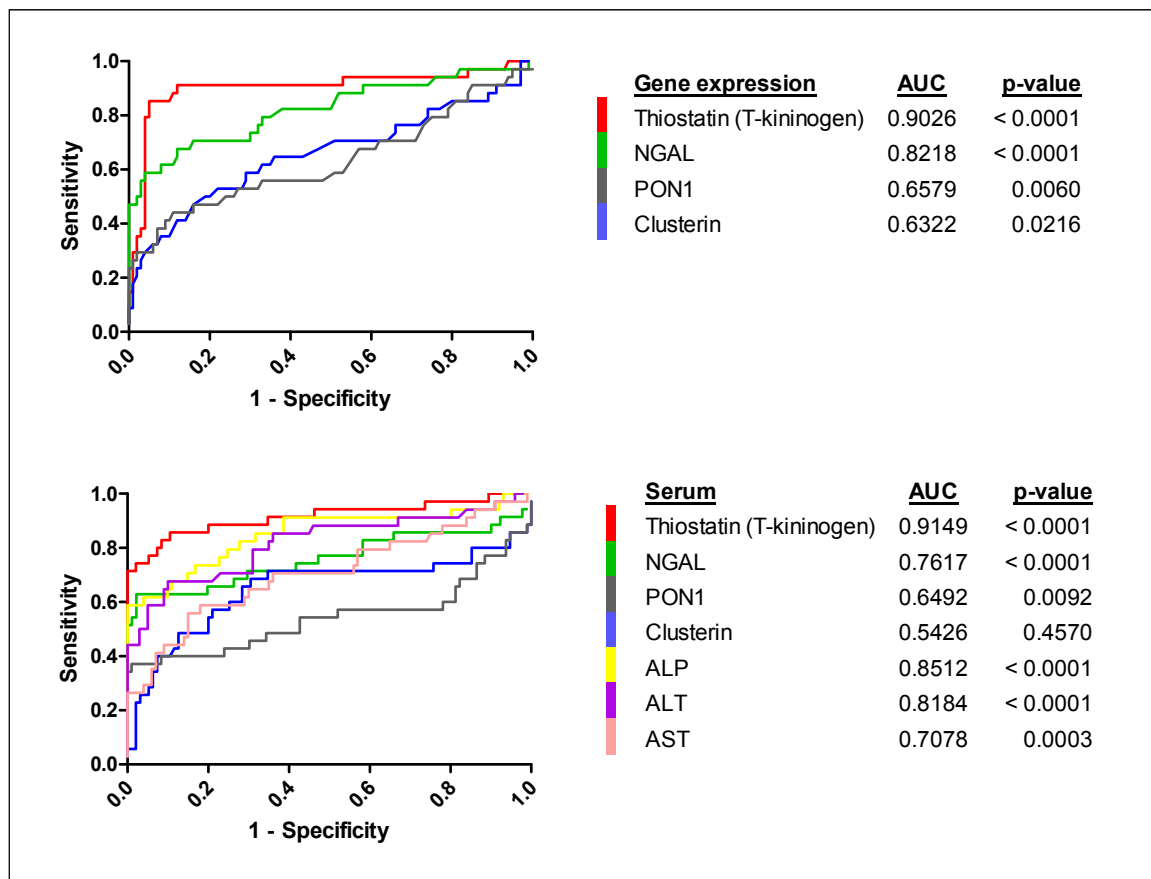 Gene expression AUC p-value
Thiostatin (T-kininogen) 0.9026 < 0.0001
NGAL 0.8218 < 0.0001
PON1 0.6579 0.0060
Clusterin 0.6322 0.0216
Sensitivity
1.0
0.8
0.6
0.4
0.2
0.0
0.0 0.2 0.4 0.6 0.8 1.0
1 - Specificity
Serum AUC p-value
Thiostatin (T-kininogen) 0.9149 < 0.0001
NGAL 0.7617 < 0.0001
PON1 0.6492 0.0092
Clusterin 0.5426 0.4570
ALP 0.8512 < 0.0001
ALT 0.8184 < 0.0001
AST 0.7078 0.0003
Sensitivity
1.0
0.8
0.6
0.4
0.2
0.0
0.0 0.2 0.4 0.6 0.8 1.0
1 - Specificity